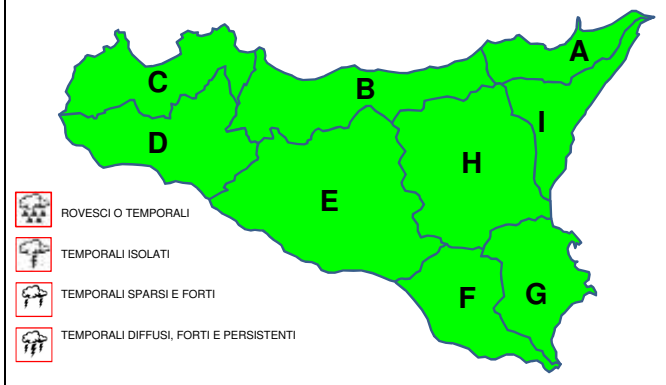 A
B
C
I
D
H
E
ROVESCI O TEMPORALI
TEMPORALI ISOLATI
TEMPORALI SPARSI E FORTI
F
G
TEMPORALI DIFFUSI, FORTI E PERSISTENTI